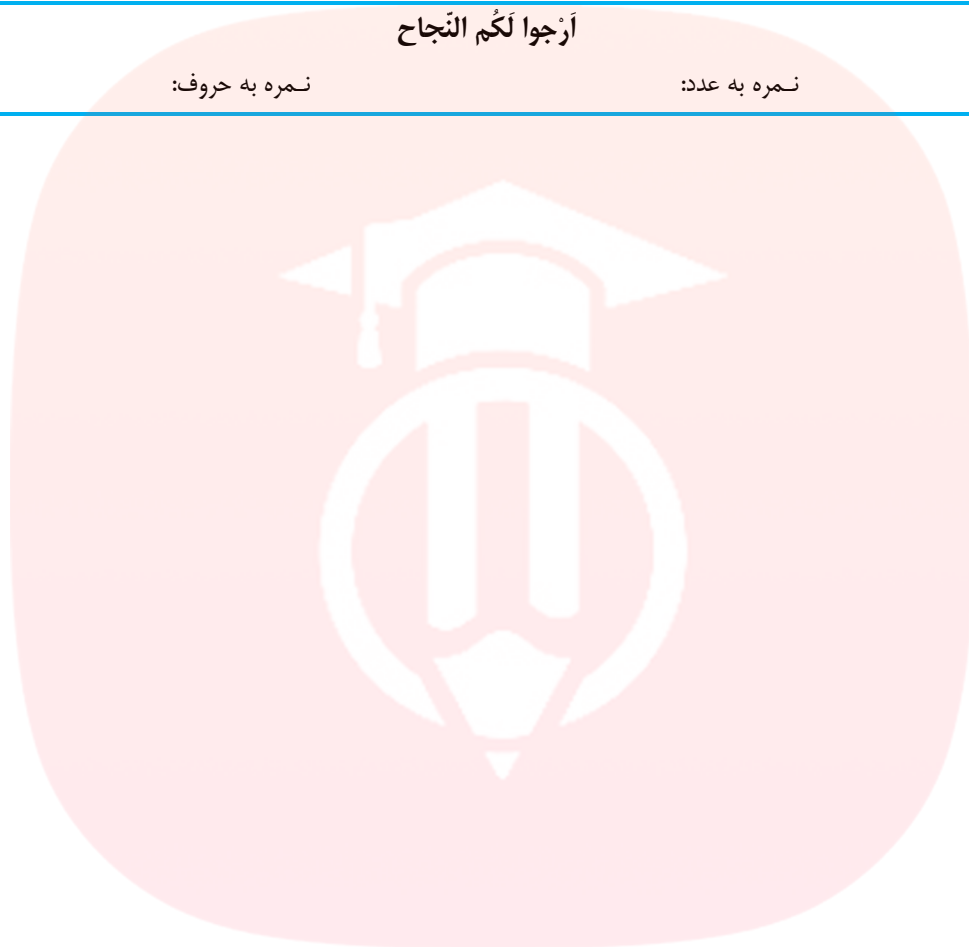 اَرْجوا لَكُم النّجاح
نـمره به عدد: نـمره به حروف: